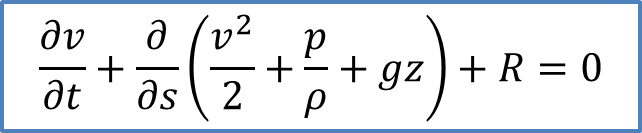 ∂v/∂t + ∂/∂s (v²/2 + p/ρ + gz) + R = 0